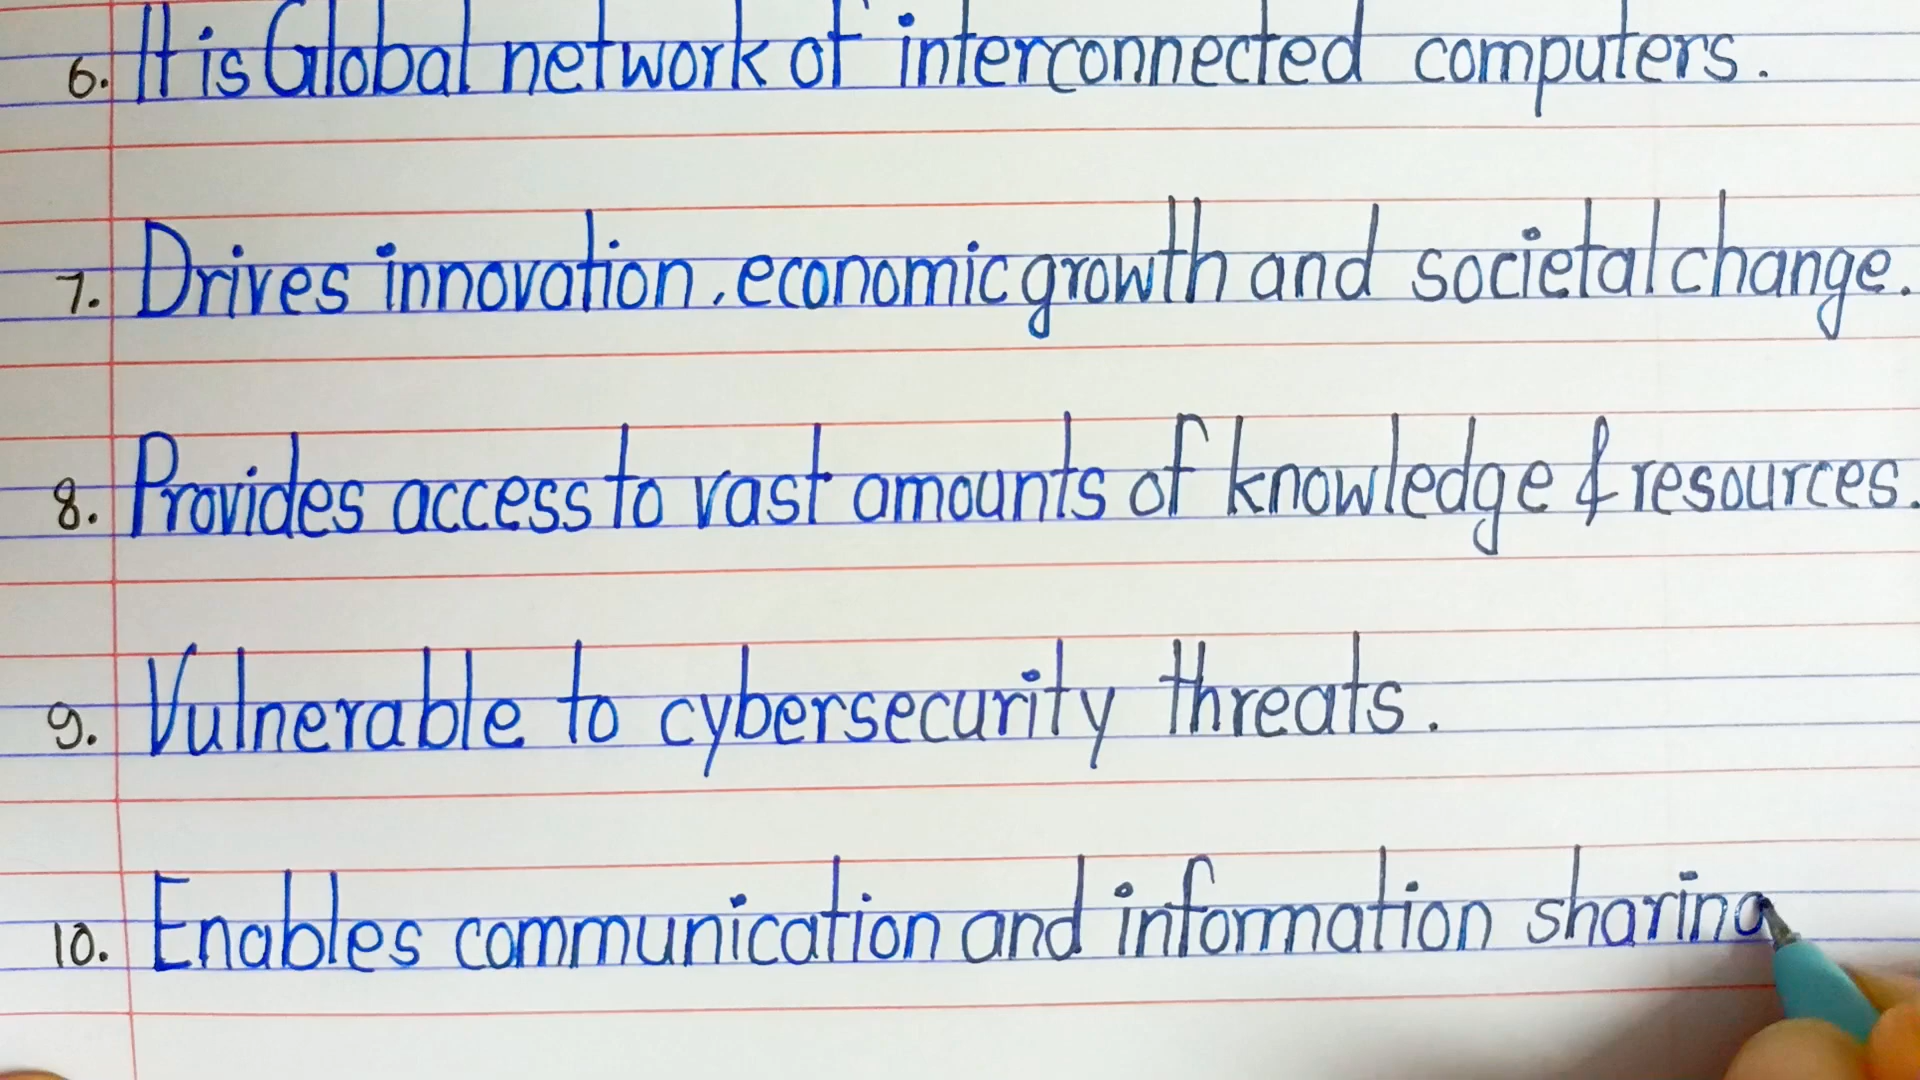 6. It is Global network of interconnected computers.
7. Drives innovation, economic growth and societal change.
8. Provides access to vast amounts of knowledge & resources.
9. Vulnerable to cybersecurity threats.
10. Enables communication and information sharin